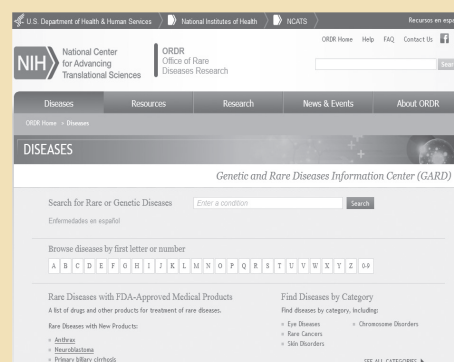 U.S. Department of Health & Human Services
National Institutes of Health
NCATS
Recursos en
ORDR Home Help FAQ Contact Us f
NIH
National Center
for Advancing
Translational Sciences
ORDR
Office of Rare
Diseases Research
Diseases Resources Research News & Events About ORDR
ORDR Home » Diseases
DISEASES
Genetic and Rare Diseases Information Center (GARD)
Search for Rare or Genetic Diseases Enter a condition Search
Enfermedades en español
Browse diseases by first letter or number
A B C D E F G H I J K L M N O P Q R S T U V W X Y Z 0-9
Rare Diseases with FDA-Approved Medical Products
A list of drugs and other products for treatment of rare diseases.
Rare Diseases with New Products:
» Anthrax
» Neuroblastoma
» Primary biliary cirrhosis
Find Diseases by Category
Find diseases by category, including:
» Eye Diseases » Chromosome Disorders
» Rare Cancers
» Skin Disorders
SEE ALL CATEGORIES